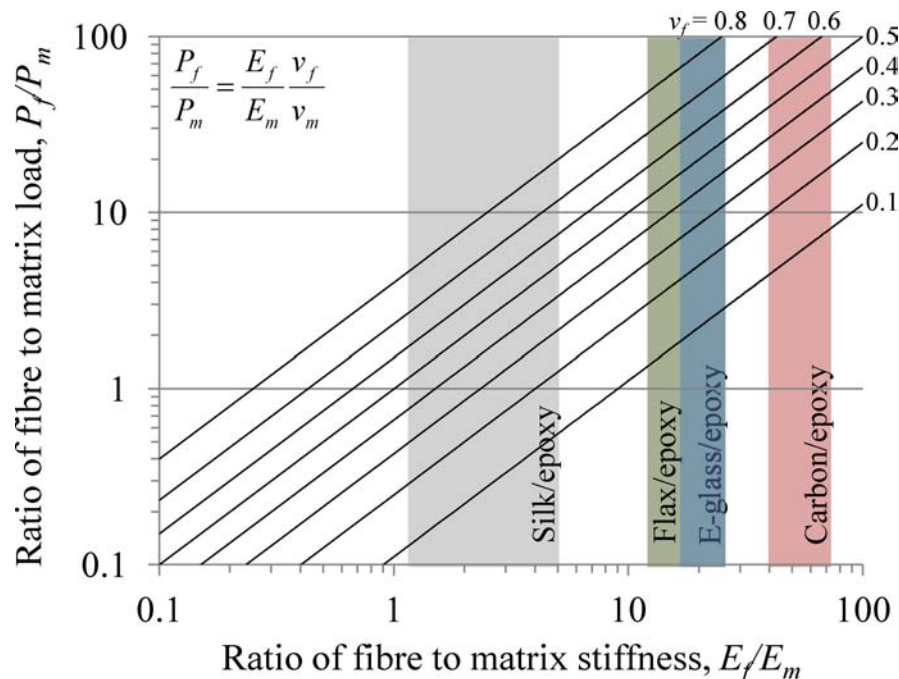 v_f = 0.8 0.7 0.6
100
0.5
P_f/P_m = E_f/E_m v_f/v_m
0.4
0.3
0.2
10
0.1
1
0.1
Ratio of fibre to matrix load, P_f/P_m
Silk/epoxy
Flax/epoxy
E-glass/epoxy
Carbon/epoxy
0.1 1 10 100
Ratio of fibre to matrix stiffness, E_f/E_m